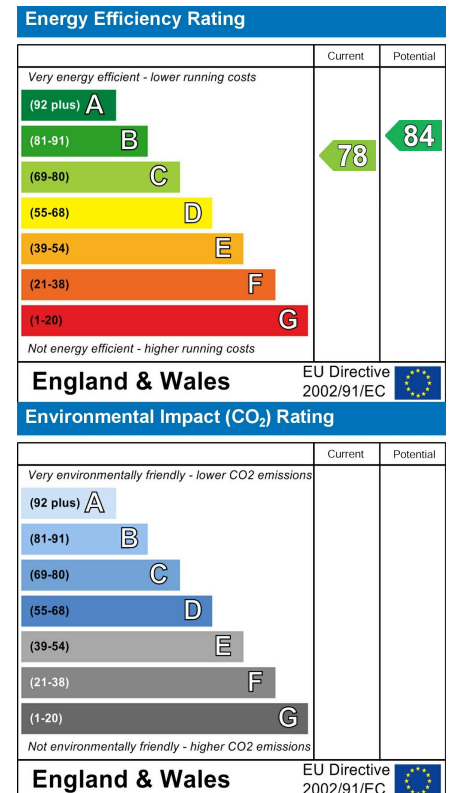 Energy Efficiency Rating
Current Potential
Very energy efficient - lower running costs
(92 plus) A
(81-91) B
(69-80) C
(55-68) D
(39-54) E
(21-38) F
(1-20) G
78
84
Not energy efficient - higher running costs
England & Wales
EU Directive
2002/91/EC
Environmental Impact (CO₂) Rating
Current Potential
Very environmentally friendly - lower CO2 emissions
(92 plus) A
(81-91) B
(69-80) C
(55-68) D
(39-54) E
(21-38) F
(1-20) G
Not environmentally friendly - higher CO2 emissions
England & Wales
EU Directive
2002/91/EC